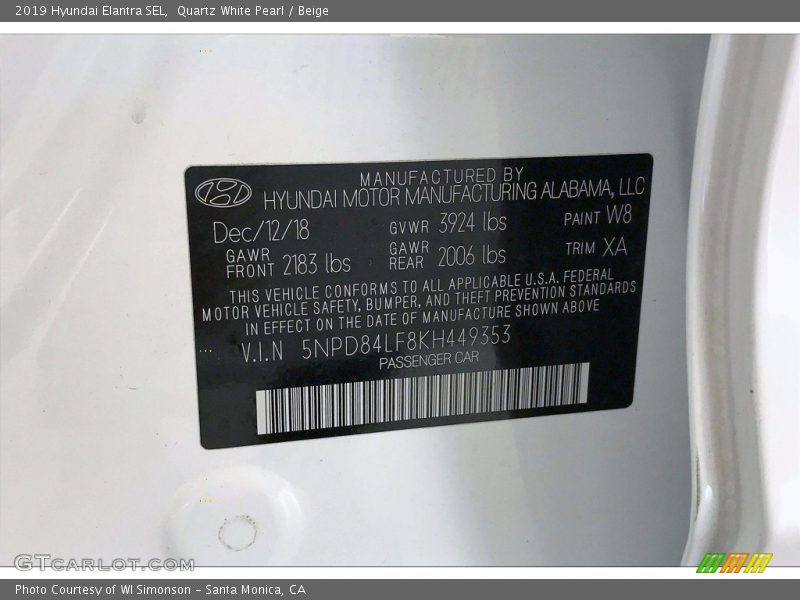 2019 Hyundai Elantra SEL, Quartz White Pearl / Beige
MANUFACTURED BY
HYUNDAI MOTOR MANUFACTURING ALABAMA, LLC
Dec/12/18 GVWR 3924 lbs PAINT W8
GAWR FRONT 2183 lbs GAWR REAR 2006 lbs TRIM XA
THIS VEHICLE CONFORMS TO ALL APPLICABLE U.S.A. FEDERAL
MOTOR VEHICLE SAFETY, BUMPER, AND THEFT PREVENTION STANDARDS
IN EFFECT ON THE DATE OF MANUFACTURE SHOWN ABOVE
V.I.N 5NPD84LF8KH449353
PASSENGER CAR
GTCARLOT.COM
Photo Courtesy of WI Simonson - Santa Monica, CA